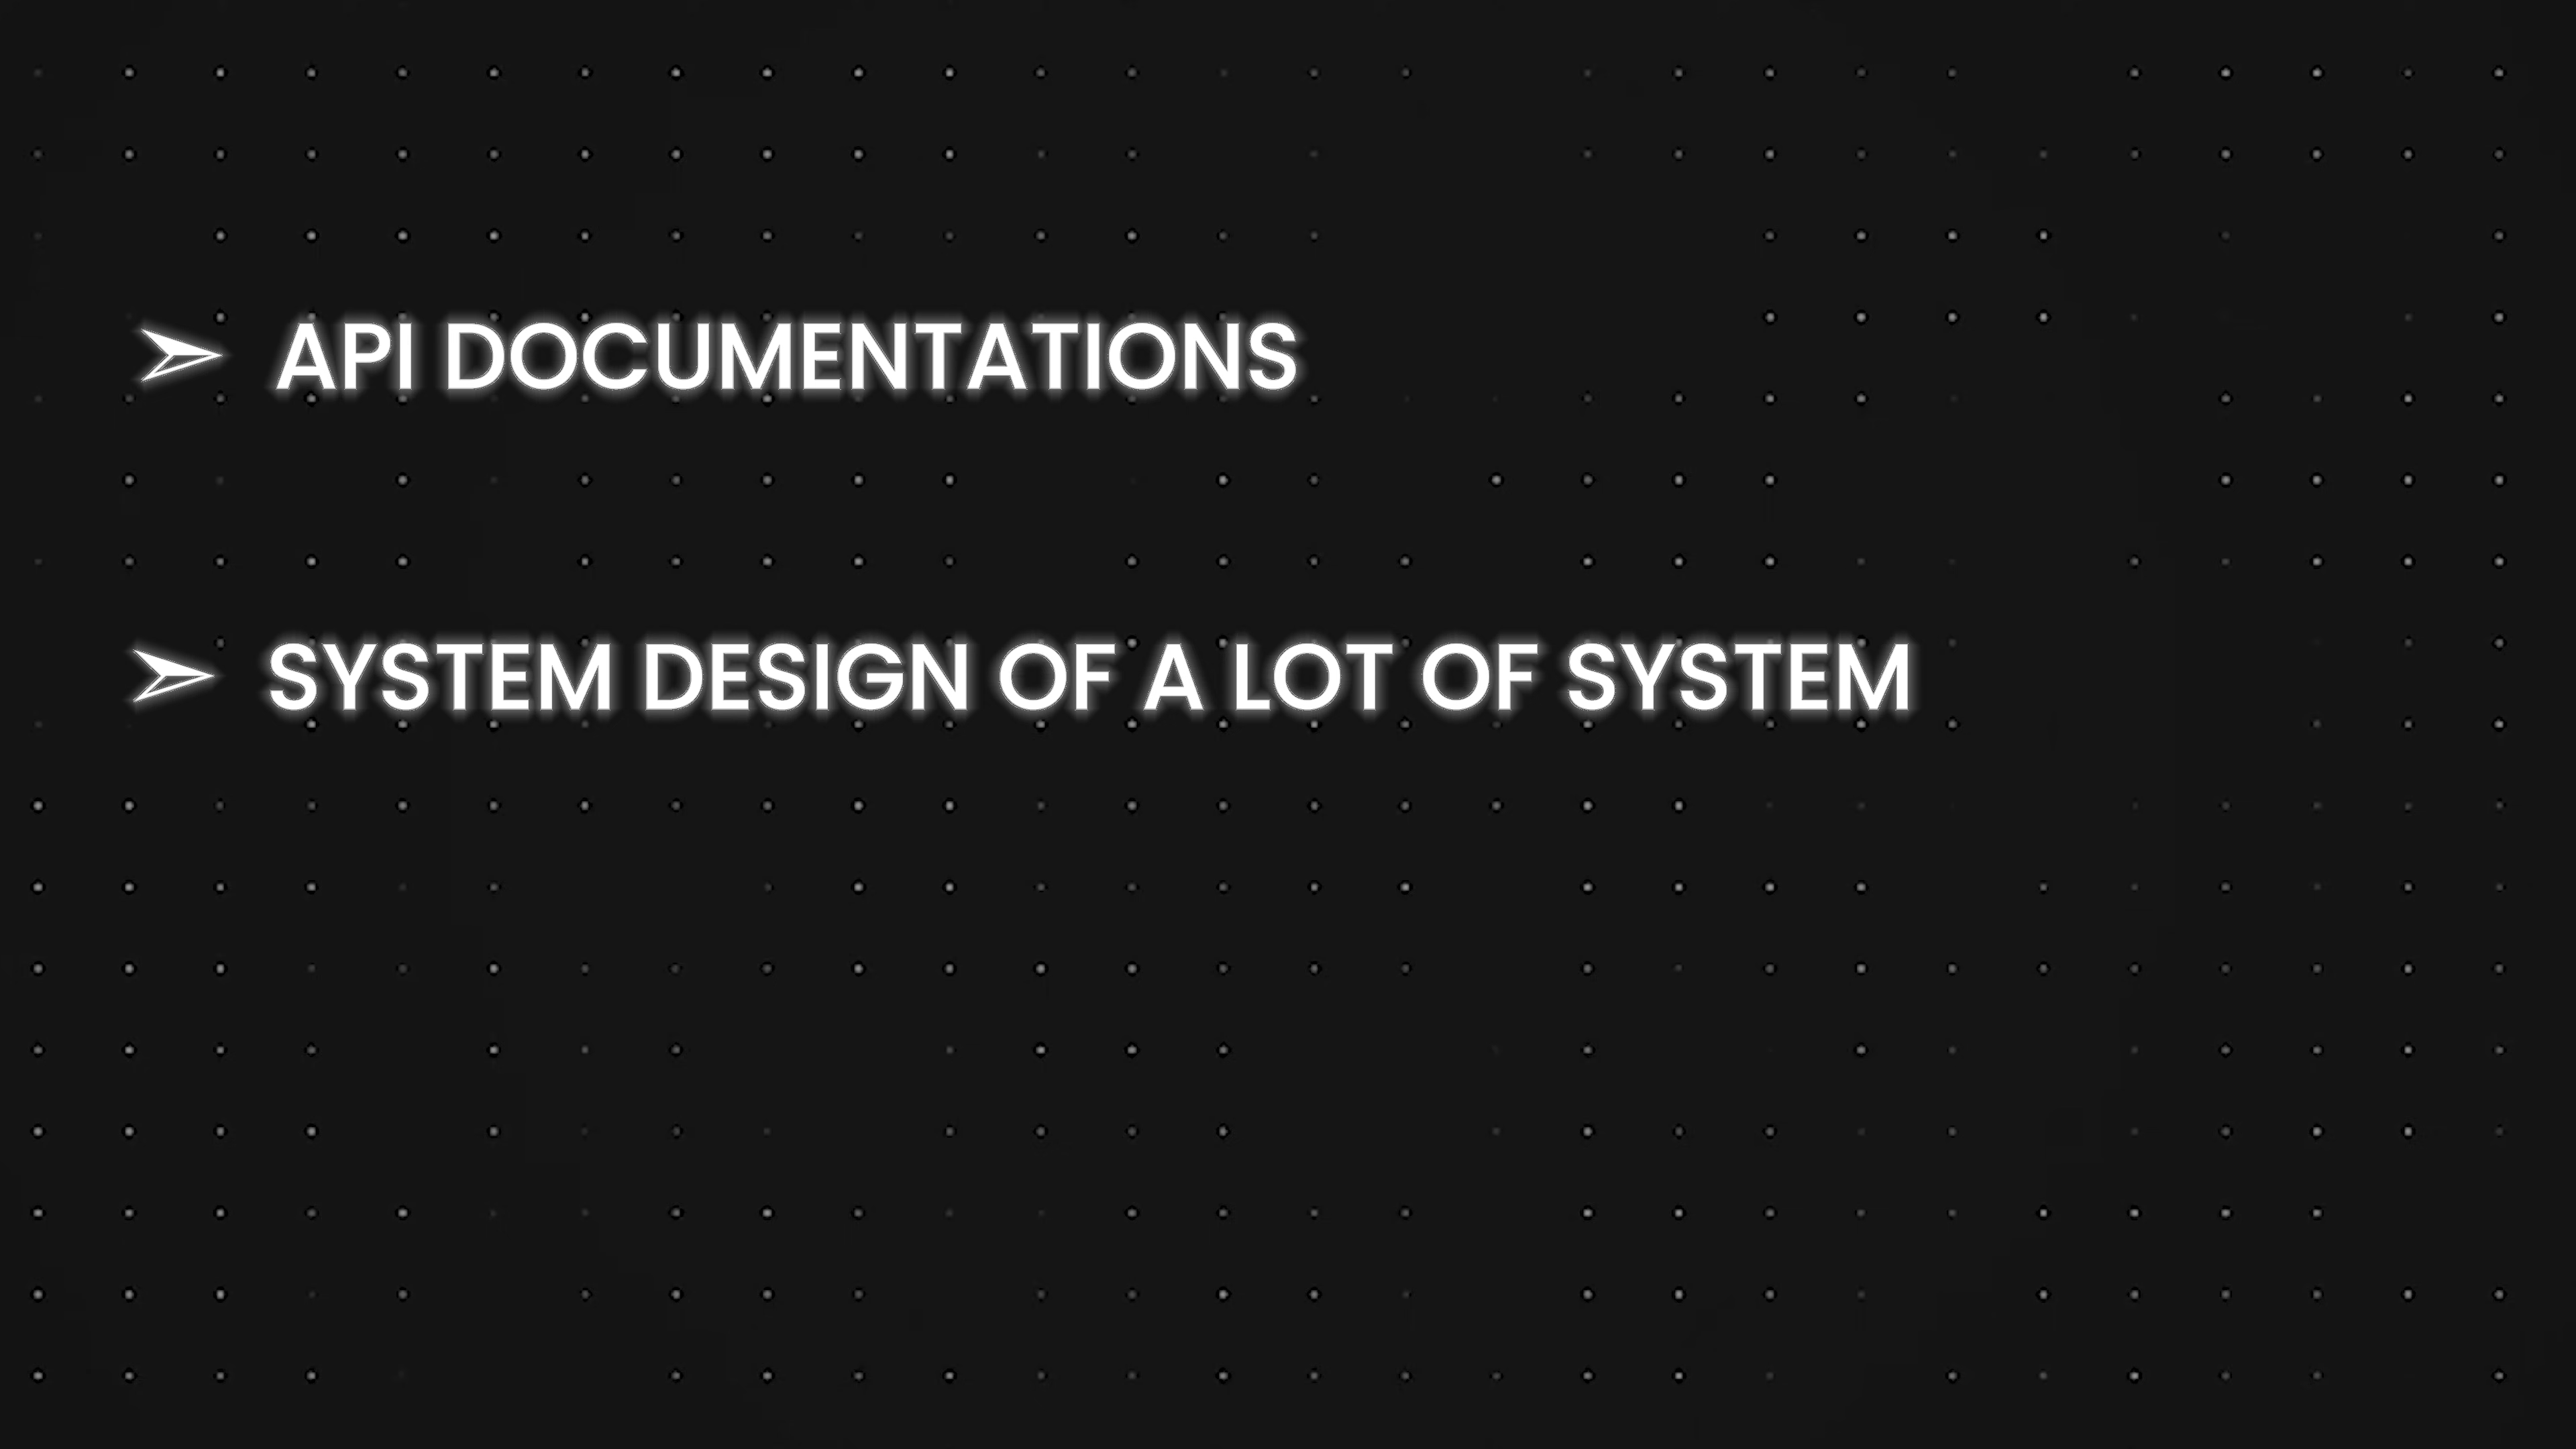 ➢ API DOCUMENTATIONS
➢ SYSTEM DESIGN OF A LOT OF SYSTEM